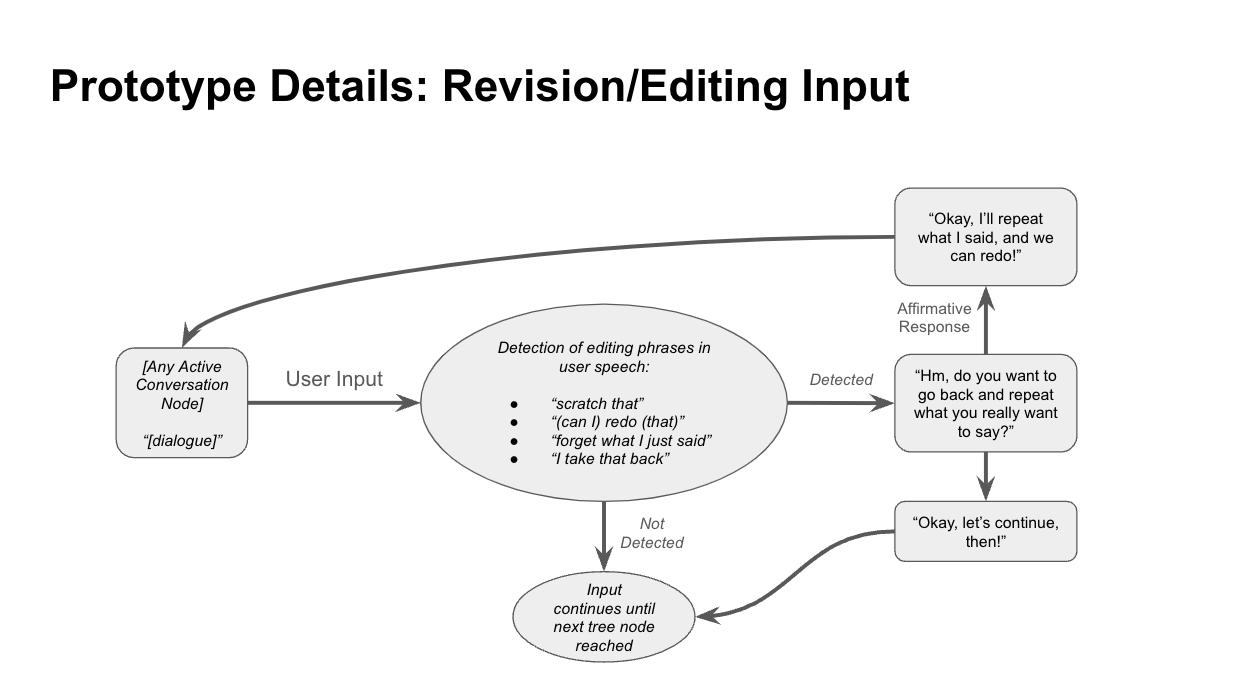 Prototype Details: Revision/Editing Input
“Okay, I’ll repeat
what I said, and we
can redo!”
Affirmative
Response
[Any Active
Conversation
Node]
“[dialogue]”
User Input
Detection of editing phrases in
user speech:
● “scratch that”
● “(can I) redo (that)”
● “forget what I just said”
● “I take that back”
Detected
“Hm, do you want to
go back and repeat
what you really want
to say?”
Not
Detected
“Okay, let’s continue,
then!”
Input
continues until
next tree node
reached